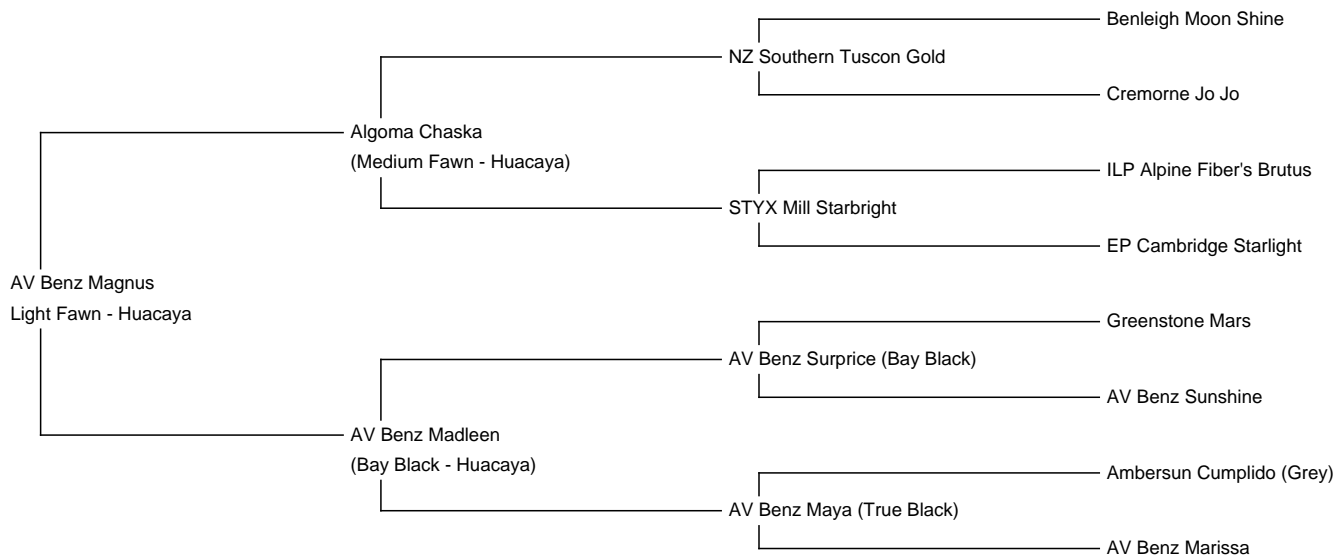 Benleigh Moon Shine
NZ Southern Tuscon Gold
Cremorne Jo Jo
Algoma Chaska
(Medium Fawn - Huacaya)
ILP Alpine Fiber's Brutus
STYX Mill Starbright
EP Cambridge Starlight
AV Benz Magnus
Light Fawn - Huacaya
Greenstone Mars
AV Benz Surprice (Bay Black)
AV Benz Sunshine
AV Benz Madleen
(Bay Black - Huacaya)
Ambersun Cumplido (Grey)
AV Benz Maya (True Black)
AV Benz Marissa